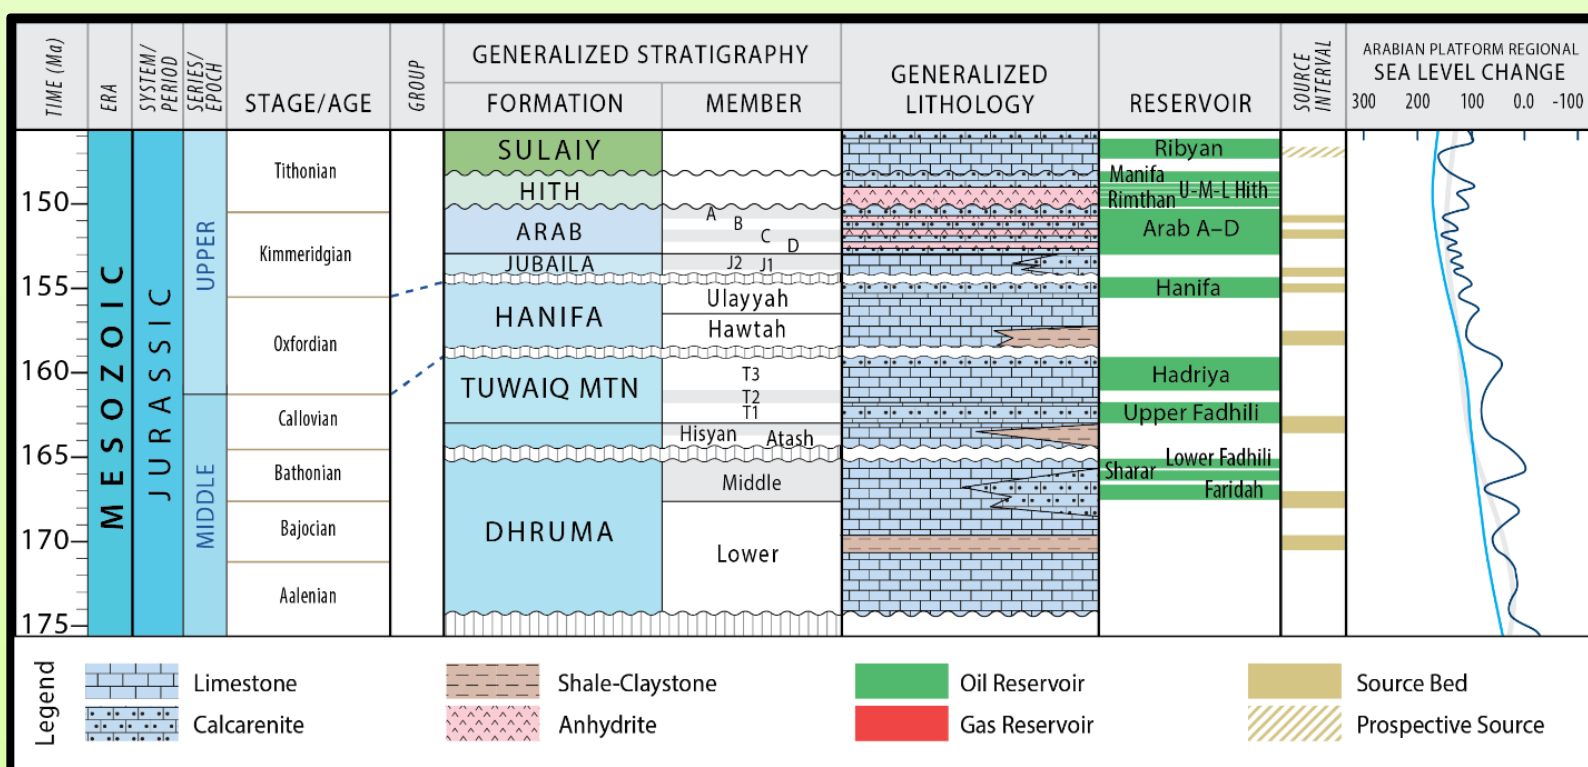 TIME (Ma)
ERA
SYSTEM/
PERIOD
SERIES/
EPOCH
STAGE/AGE
GROUP
GENERALIZED STRATIGRAPHY
FORMATION
MEMBER
GENERALIZED
LITHOLOGY
RESERVOIR
SOURCE
INTERVAL
ARABIAN PLATFORM REGIONAL
SEA LEVEL CHANGE
300 200 100 0.0 -100
150
155
160
165
170
175
MESOZOIC
JURASSIC
UPPER
MIDDLE
Tithonian
Kimmeridgian
Oxfordian
Callovian
Bathonian
Bajocian
Aalenian
SULAIY
HITH
ARAB
JUBAILA
HANIFA
TUWAIQ MTN
DHRUMA
A
B
C
D
J2 J1
Ulayyah
Hawtah
T3
T2
T1
Hisyan Atash
Middle
Lower
Ribyan
Manifa
U-M-L Hith
Rimthan
Arab A–D
Hanifa
Hadriya
Upper Fadhili
Lower Fadhili
Sharar
Faridah
Legend
Limestone
Calcarenite
Shale-Claystone
Anhydrite
Oil Reservoir
Gas Reservoir
Source Bed
Prospective Source